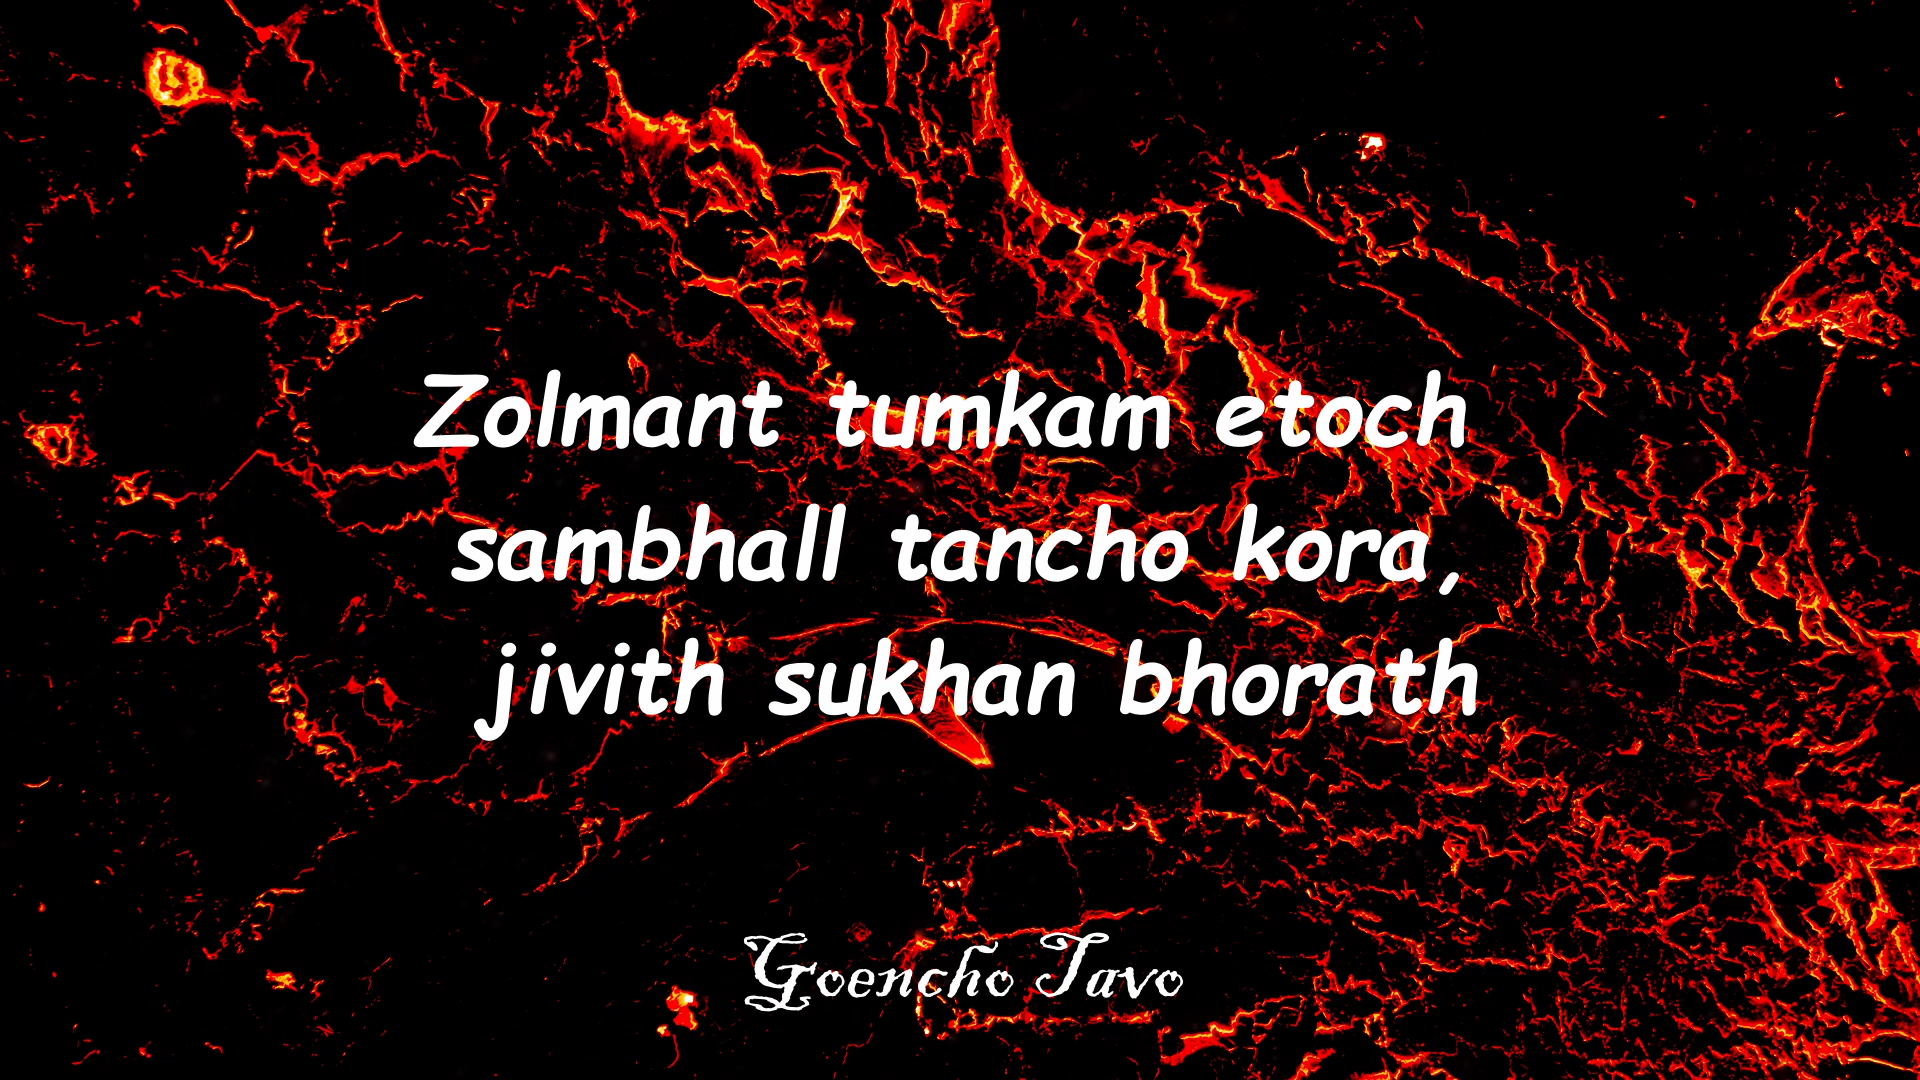 Zolmant tumkam etoch
sambhall tancho kora,
jivith sukhan bhorath
Goencho Tavo